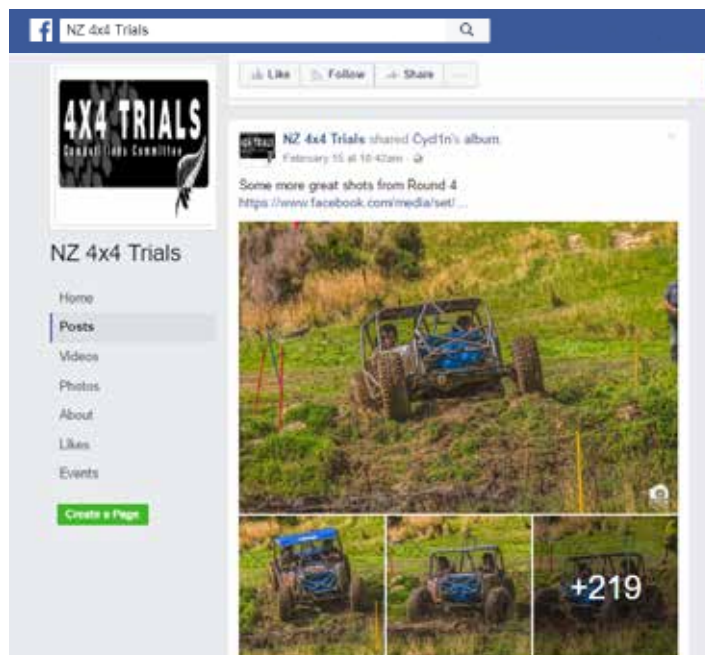 NZ 4x4 Trials
Like Follow Share
4X4 TRIALS
Competitions Committee
NZ 4x4 Trials shared Cyd1n's album.
February 15 at 10:42am
Some more great shots from Round 4
https://www.facebook.com/media/set/...
NZ 4x4 Trials
Home
Posts
Videos
Photos
About
Likes
Events
Create a Page
+219